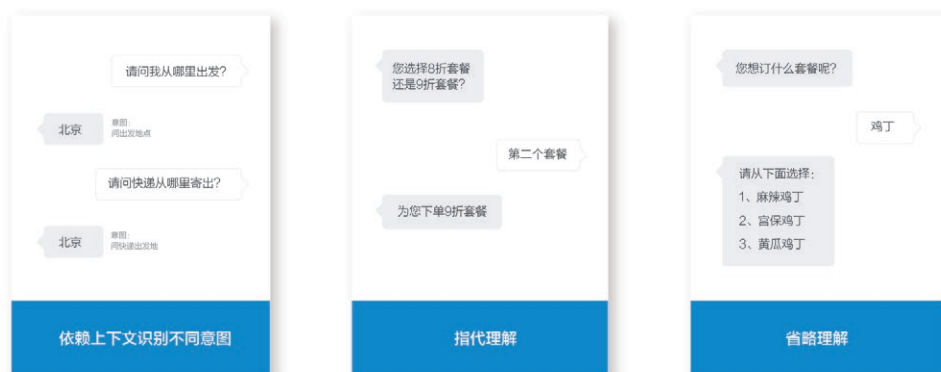 请问我从哪里出发?
北京
意图:
问出发地点
请问快递从哪里寄出?
北京
意图:
问快递出发地
依赖上下文识别不同意图
您选择8折套餐
还是9折套餐?
第二个套餐
为您下单9折套餐
指代理解
您想订什么套餐呢?
鸡丁
请从下面选择:
1、麻辣鸡丁
2、宫保鸡丁
3、黄瓜鸡丁
省略理解